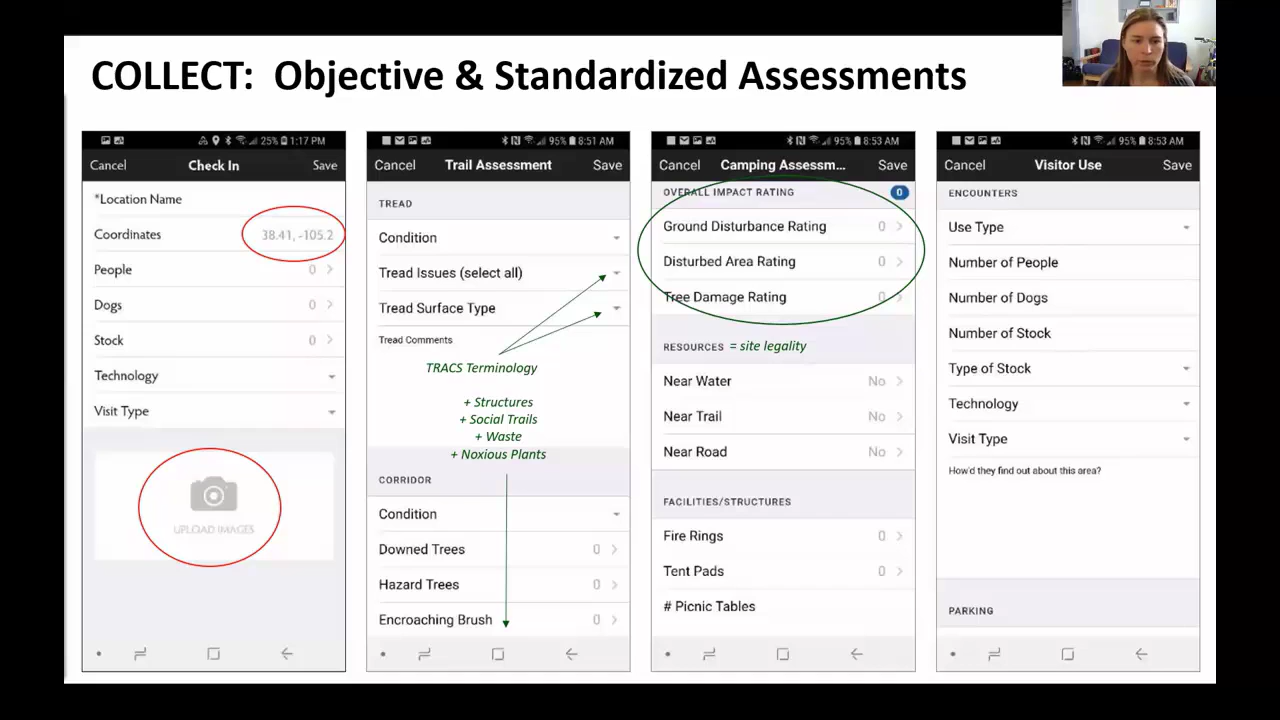 COLLECT: Objective & Standardized Assessments
25% 1:17 PM
Cancel Check In Save
*Location Name
Coordinates 38.41, -105.2
People 0
Dogs 0
Stock 0
Technology
Visit Type
UPLOAD IMAGES
95% 8:51 AM
Cancel Trail Assessment Save
TREAD
Condition
Tread Issues (select all)
Tread Surface Type
Tread Comments
TRACS Terminology
+ Structures
+ Social Trails
+ Waste
+ Noxious Plants
CORRIDOR
Condition
Downed Trees 0
Hazard Trees 0
Encroaching Brush 0
95% 8:53 AM
Cancel Camping Assessm... Save
OVERALL IMPACT RATING 0
Ground Disturbance Rating 0
Disturbed Area Rating 0
Tree Damage Rating 0
RESOURCES = site legality
Near Water No
Near Trail No
Near Road No
FACILITIES/STRUCTURES
Fire Rings 0
Tent Pads 0
# Picnic Tables
95% 8:53 AM
Cancel Visitor Use Save
ENCOUNTERS
Use Type
Number of People
Number of Dogs
Number of Stock
Type of Stock
Technology
Visit Type
How'd they find out about this area?
PARKING